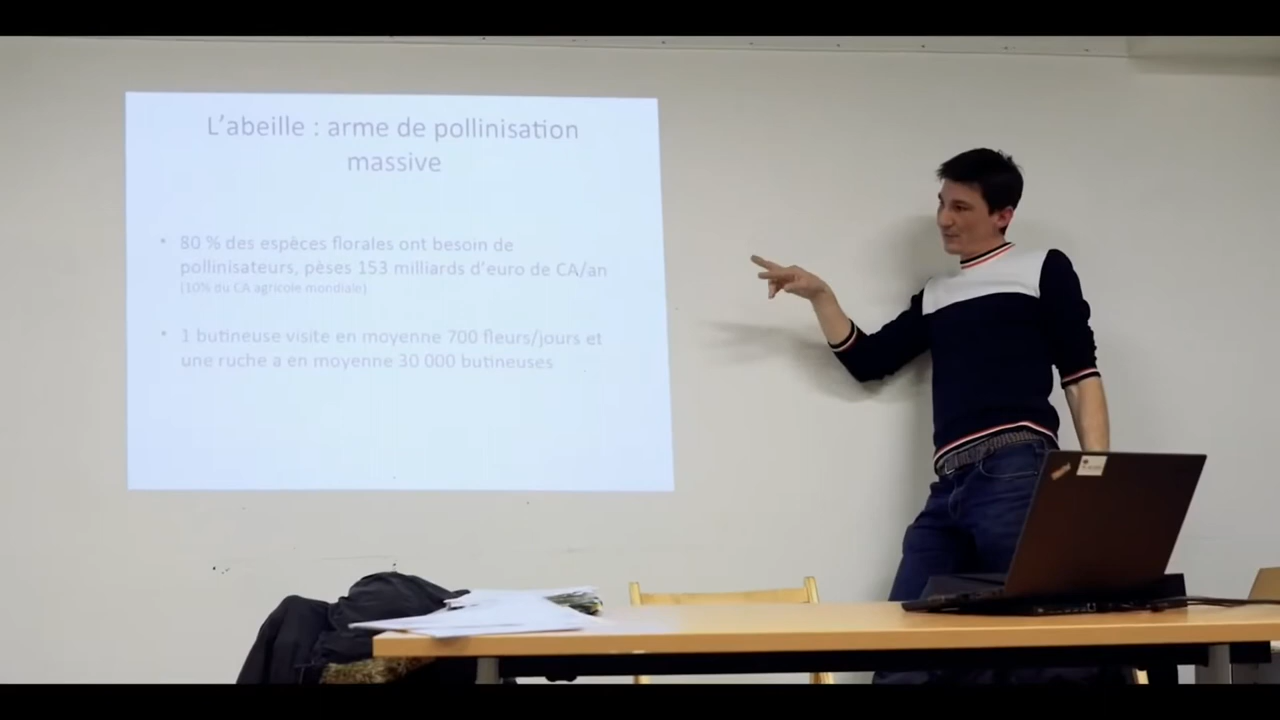 L'abeille : arme de pollinisation
massive
• 80 % des espèces florales ont besoin de
pollinisateurs, pèses 153 milliards d'euro de CA/an
(10% du CA agricole mondiale)
• 1 butineuse visite en moyenne 700 fleurs/jours et
une ruche a en moyenne 30 000 butineuses